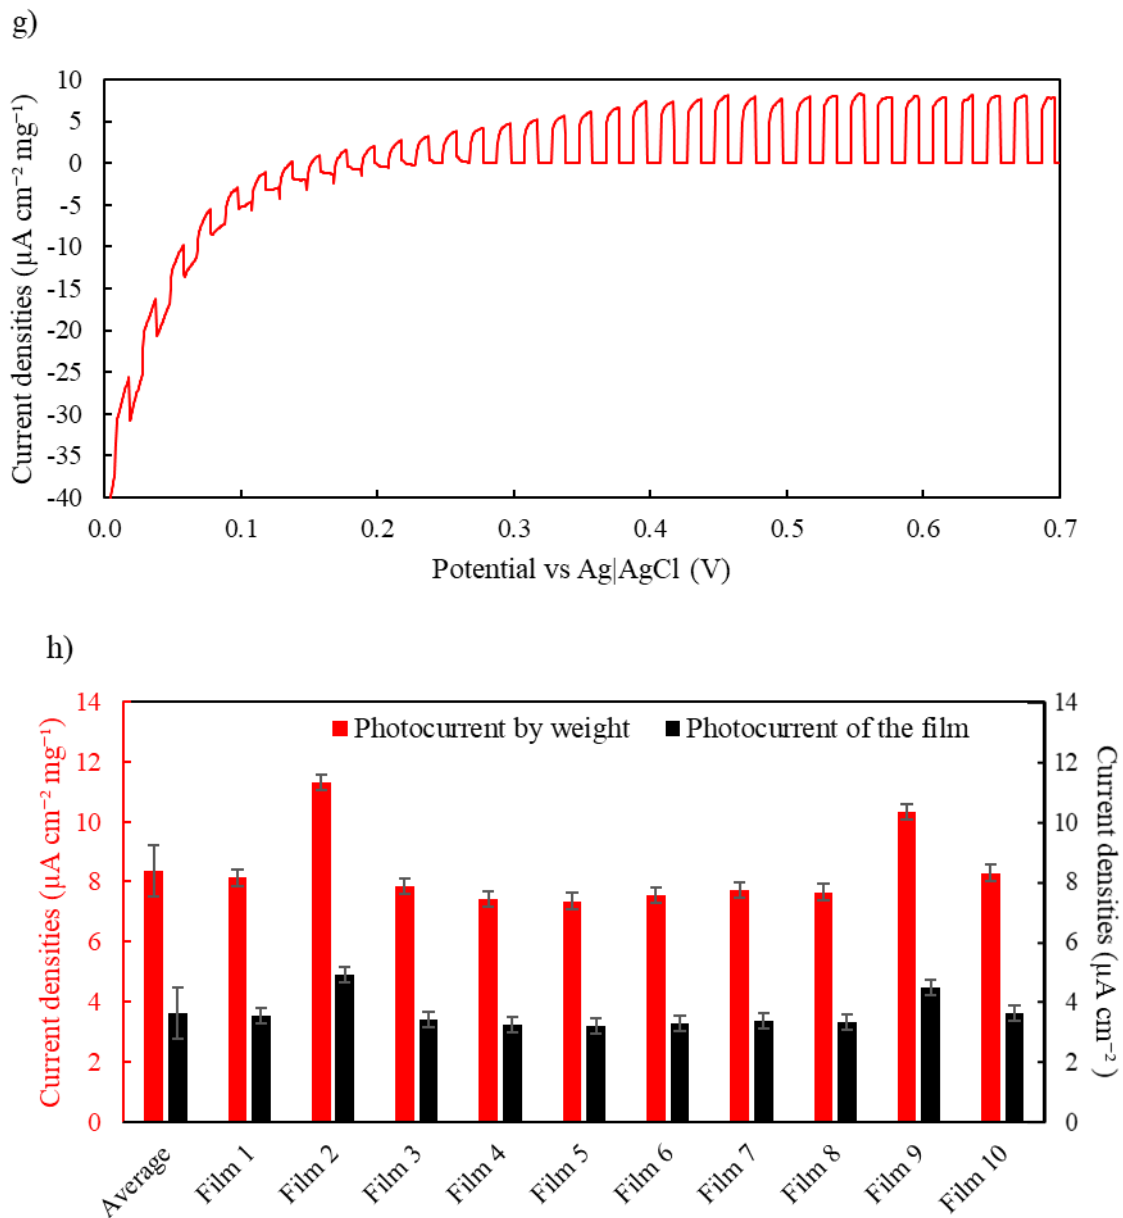 g)
Current densities (μA cm⁻² mg⁻¹)
10
5
0
-5
-10
-15
-20
-25
-30
-35
-40
0.0 0.1 0.2 0.3 0.4 0.5 0.6 0.7
Potential vs Ag|AgCl (V)
h)
Current densities (μA cm⁻² mg⁻¹)
14
12
10
8
6
4
2
0
Photocurrent by weight
Photocurrent of the film
14
12
10
8
6
4
2
0
Current densities (μA cm⁻²)
Average
Film 1
Film 2
Film 3
Film 4
Film 5
Film 6
Film 7
Film 8
Film 9
Film 10